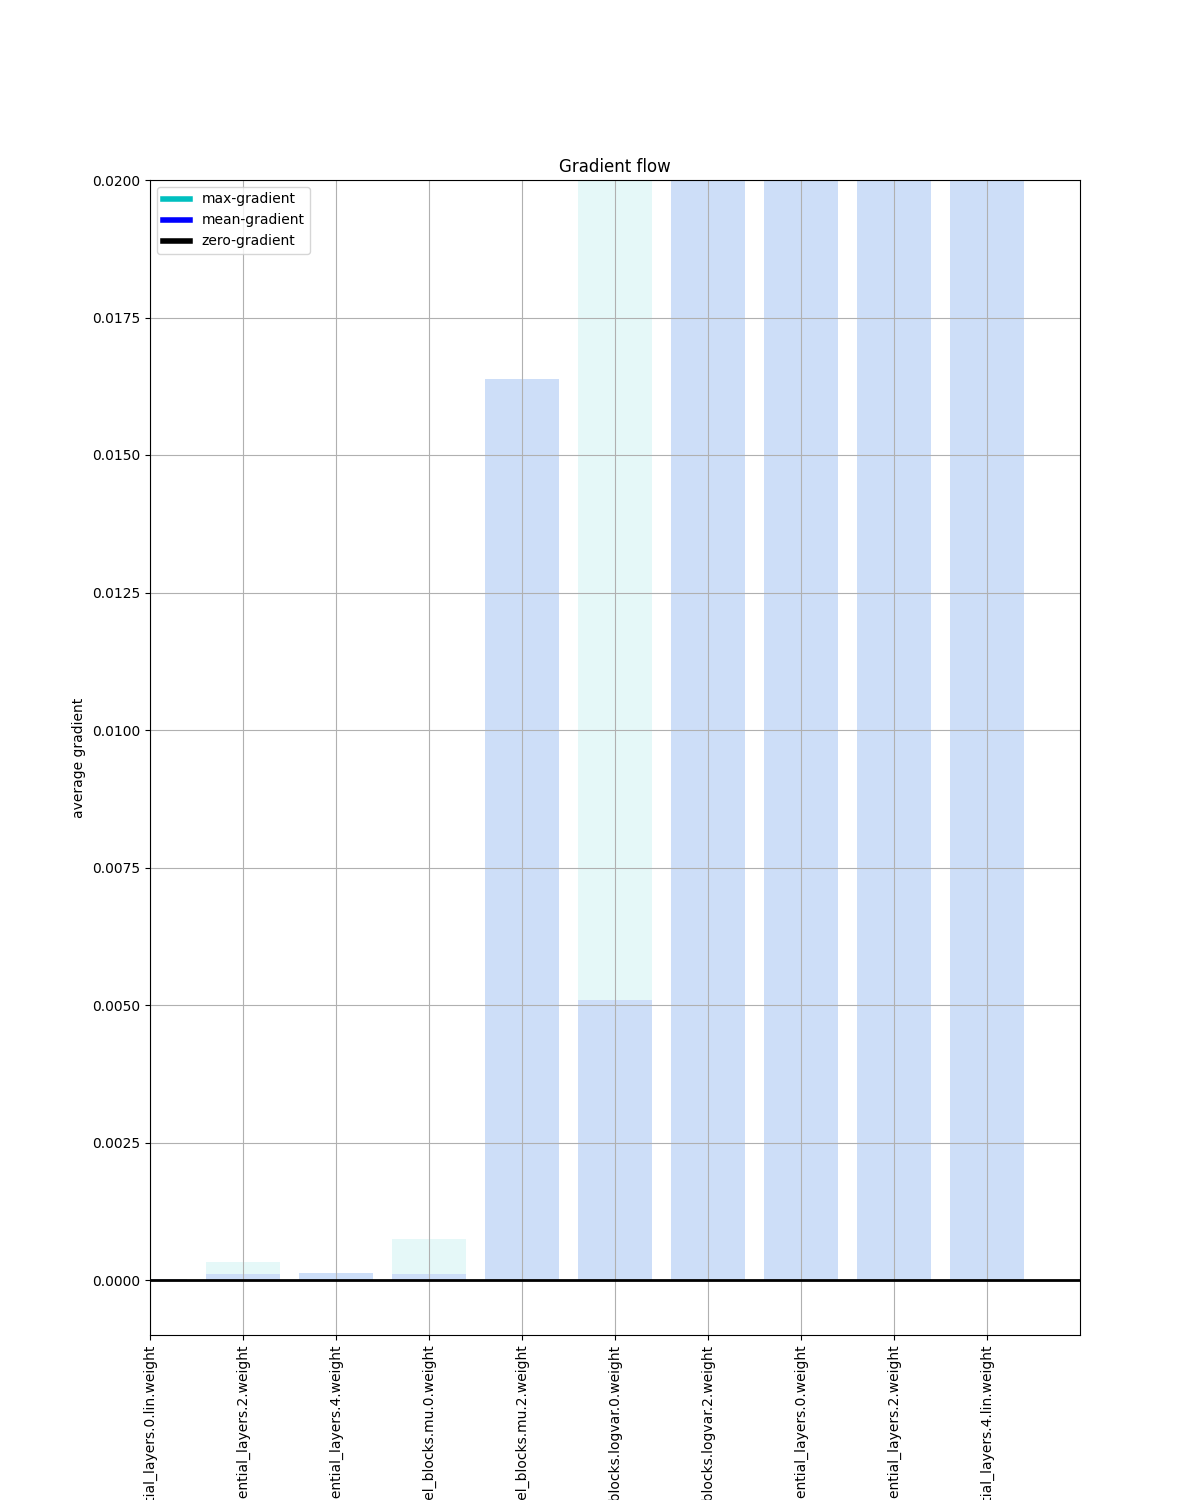 Gradient flow
max-gradient
mean-gradient
zero-gradient
average gradient
0.0200
0.0175
0.0150
0.0125
0.0100
0.0075
0.0050
0.0025
0.0000
tial_layers.0.lin.weight
ential_layers.2.weight
ential_layers.4.weight
el_blocks.mu.0.weight
el_blocks.mu.2.weight
blocks.logvar.0.weight
blocks.logvar.2.weight
ential_layers.0.weight
ential_layers.2.weight
tial_layers.4.lin.weight